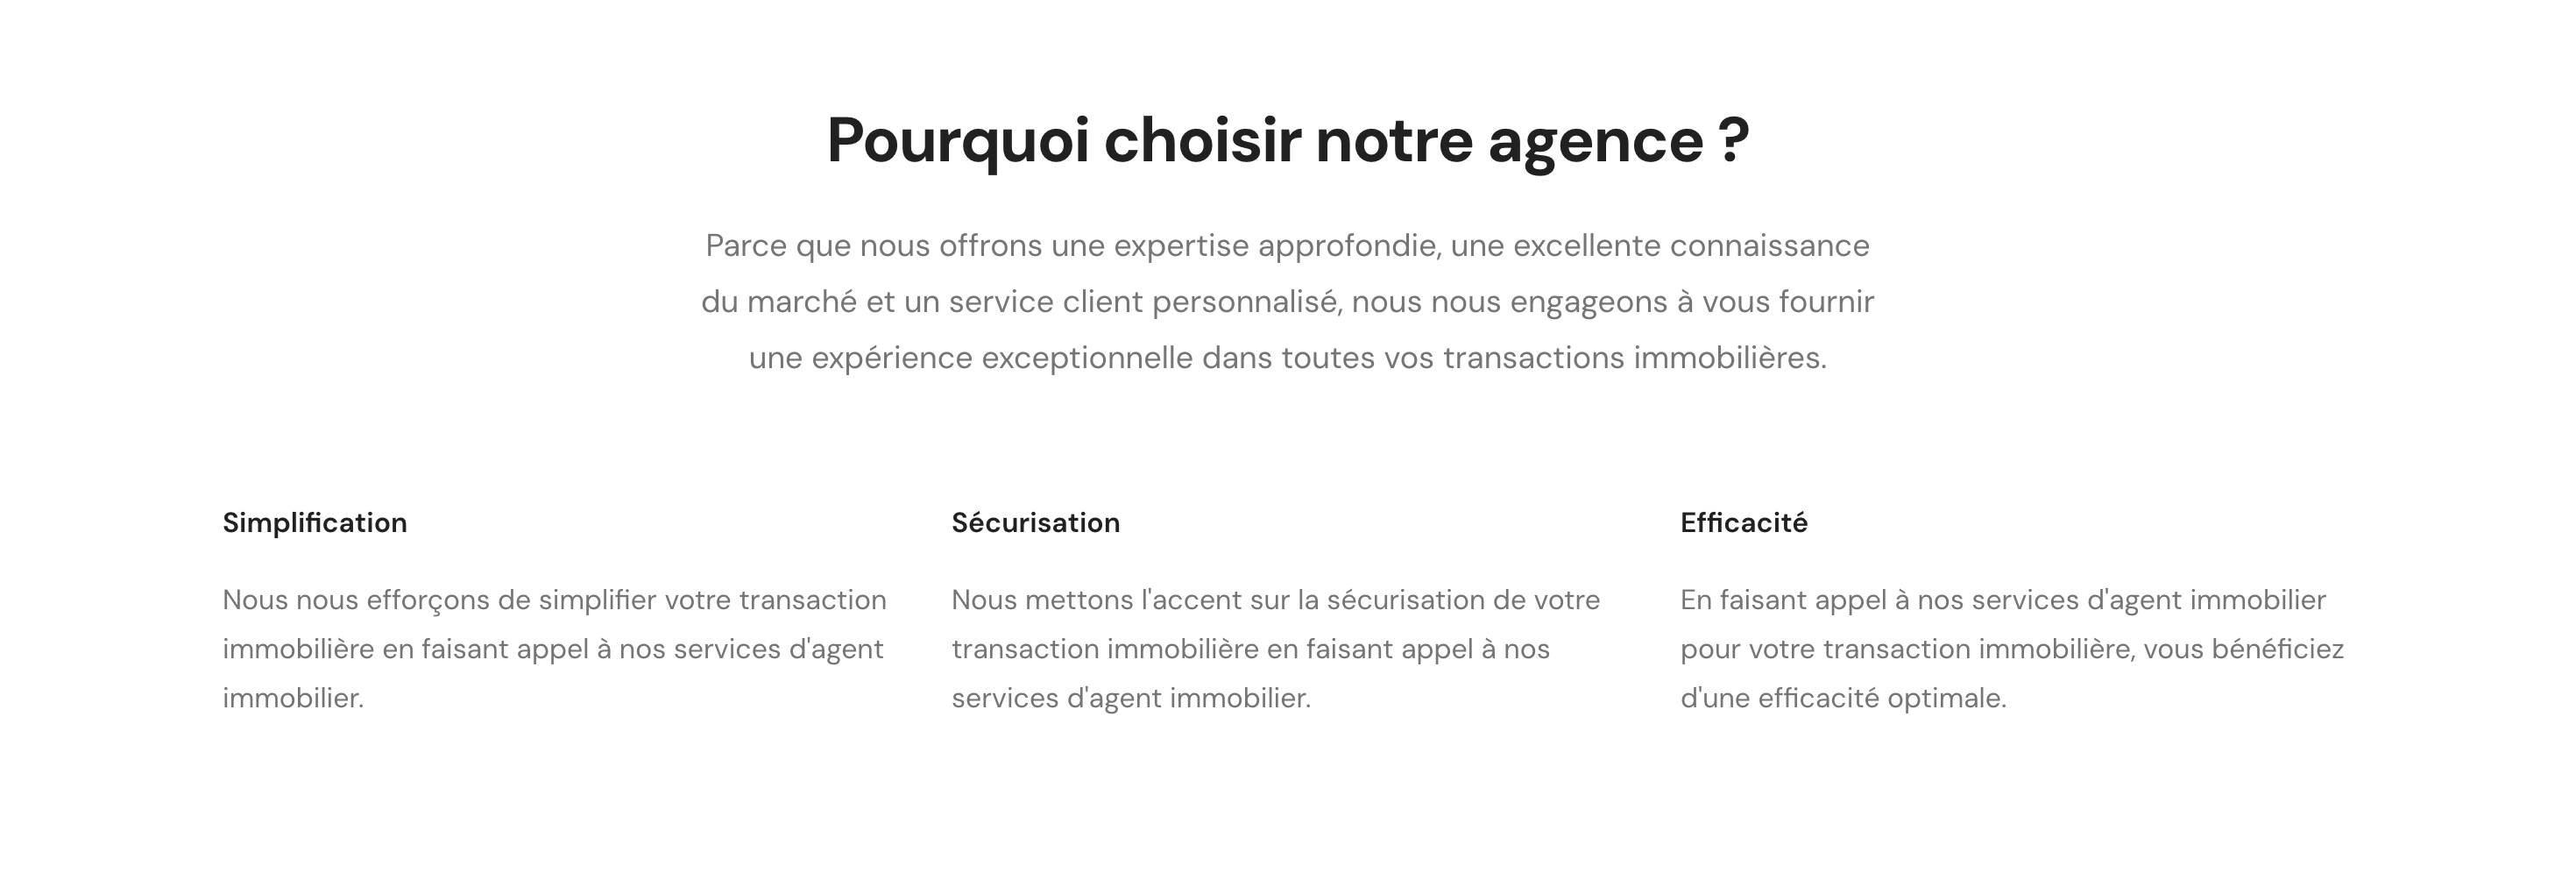 Pourquoi choisir notre agence ?
Parce que nous offrons une expertise approfondie, une excellente connaissance
du marché et un service client personnalisé, nous nous engageons à vous fournir
une expérience exceptionnelle dans toutes vos transactions immobilières.
Simplification
Nous nous efforçons de simplifier votre transaction
immobilière en faisant appel à nos services d'agent
immobilier.
Sécurisation
Nous mettons l'accent sur la sécurisation de votre
transaction immobilière en faisant appel à nos
services d'agent immobilier.
Efficacité
En faisant appel à nos services d'agent immobilier
pour votre transaction immobilière, vous bénéficiez
d'une efficacité optimale.